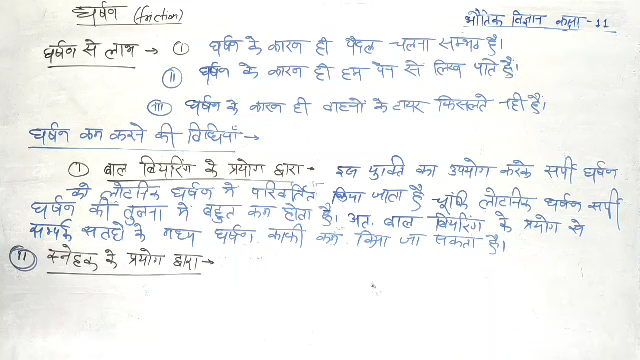 घर्षण (friction)
भौतिक विज्ञान कक्षा - 11
घर्षण से लाभ → (I) घर्षण के कारण ही पैदल चलना सम्भव है।
(II) घर्षण के कारण ही हम पेन से लिख पाते हैं।
(III) घर्षण के कारण ही वाहनो के टायर फिसलते नही है।
घर्षण कम करने की विधियाँ →
(I) बाल बियरिंग के प्रयोग द्वारा - इस युक्ति का उपयोग करके सर्पी घर्षण
को लोटनिक घर्षण मे परिवर्तित किया जाता है चूंकि लोटनिक घर्षण सर्पी
घर्षण की तुलना मे बहुत कम होता है। अतः बाल बियरिंग के प्रयोग से
सम्पर्क सतहो के मध्य घर्षण काफी कम किया जा सकता है।
(II) स्नेहक के प्रयोग द्वारा →